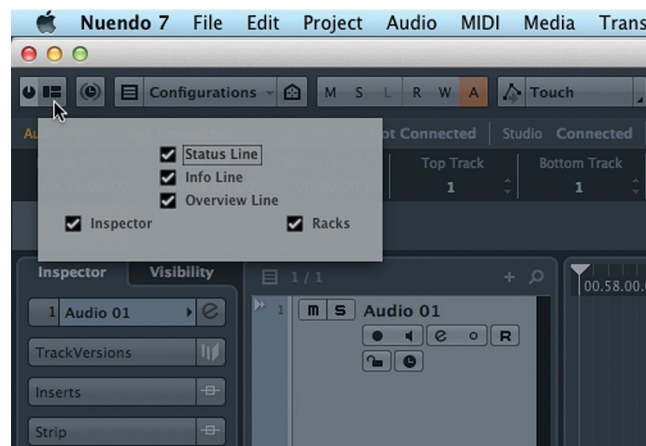 Nuendo 7 File Edit Project Audio MIDI Media Trans
Configurations M S L R W A Touch
ot Connected Studio Connected
Status Line
Info Line
Overview Line
Inspector Racks
Top Track Bottom Track
1 1
Inspector Visibility 1 / 1 +
00.58.00.
1 Audio 01 e 1 m S Audio 01
e R
TrackVersions
Inserts
Strip